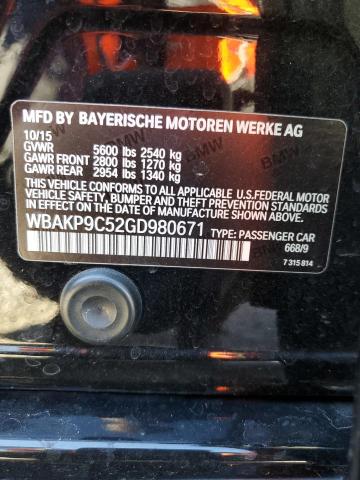 MFD BY BAYERISCHE MOTOREN WERKE AG
10/15
GVWR 5600 lbs 2540 kg
GAWR FRONT 2800 lbs 1270 kg
GAWR REAR 2954 lbs 1340 kg
THIS VEHICLE CONFORMS TO ALL APPLICABLE U.S.FEDERAL MOTOR
VEHICLE SAFETY, BUMPER AND THEFT PREVENTION STANDARDS
IN EFFECT ON THE DATE OF MANUFACTURE SHOWN ABOVE.
WBAKP9C52GD980671 TYPE: PASSENGER CAR
668/9
7 315 814